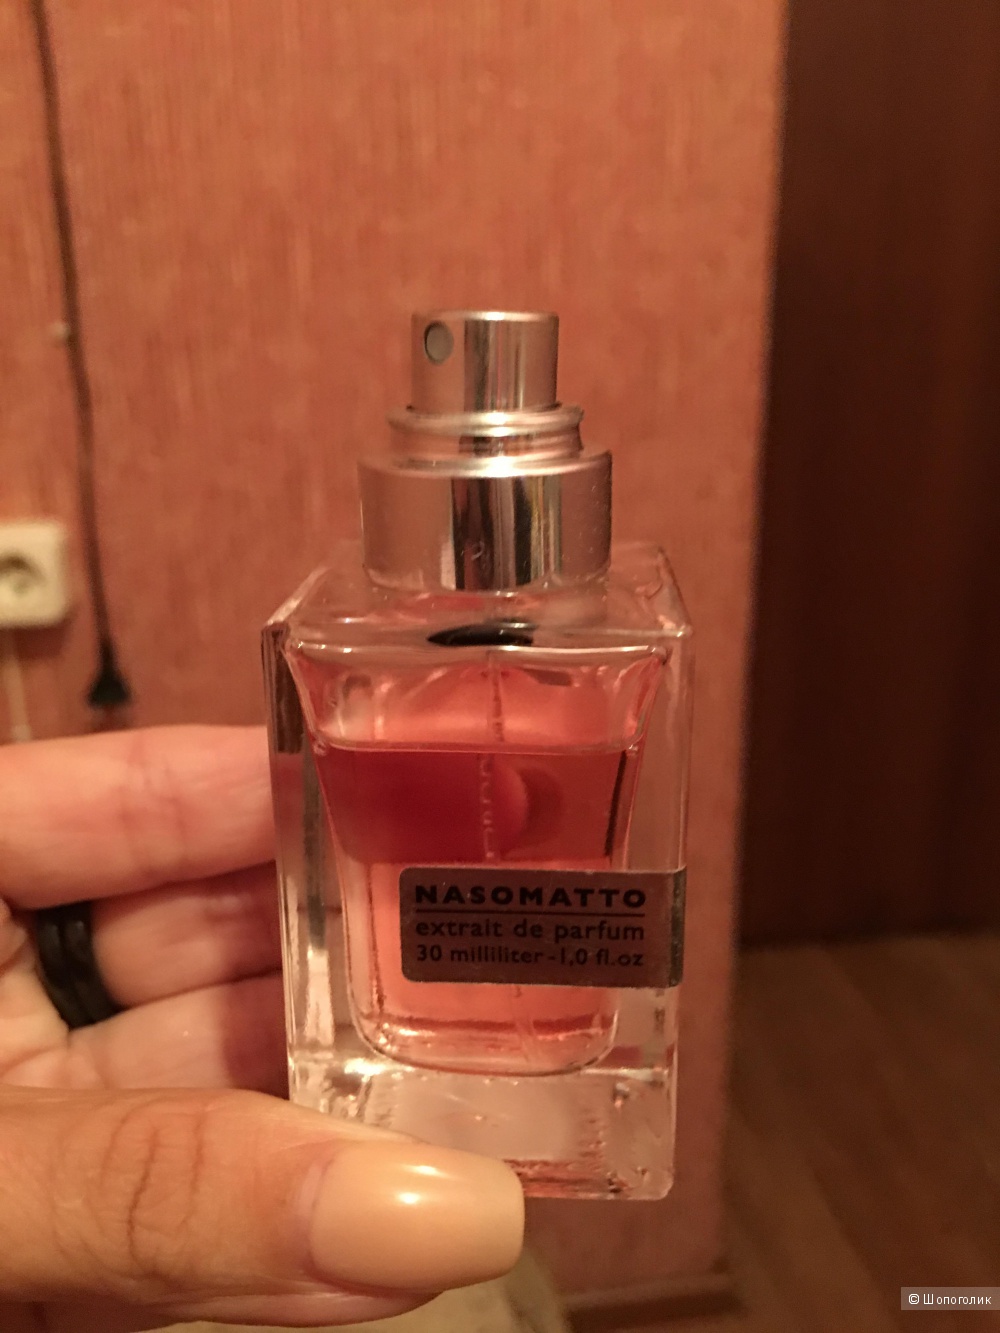 NASOMATTO
extrait de parfum
30 milliliter-1,0 fl.oz
© Шопоголик